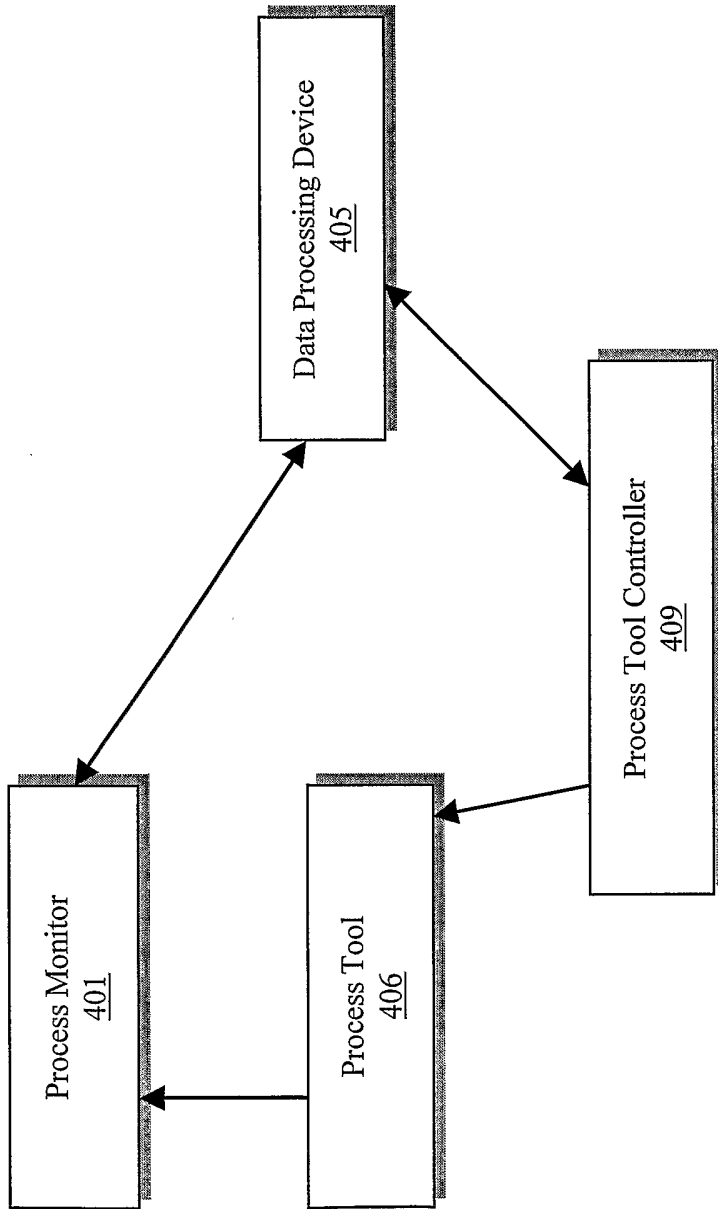 Process Monitor
401
Process Tool
406
Data Processing Device
405
Process Tool Controller
409